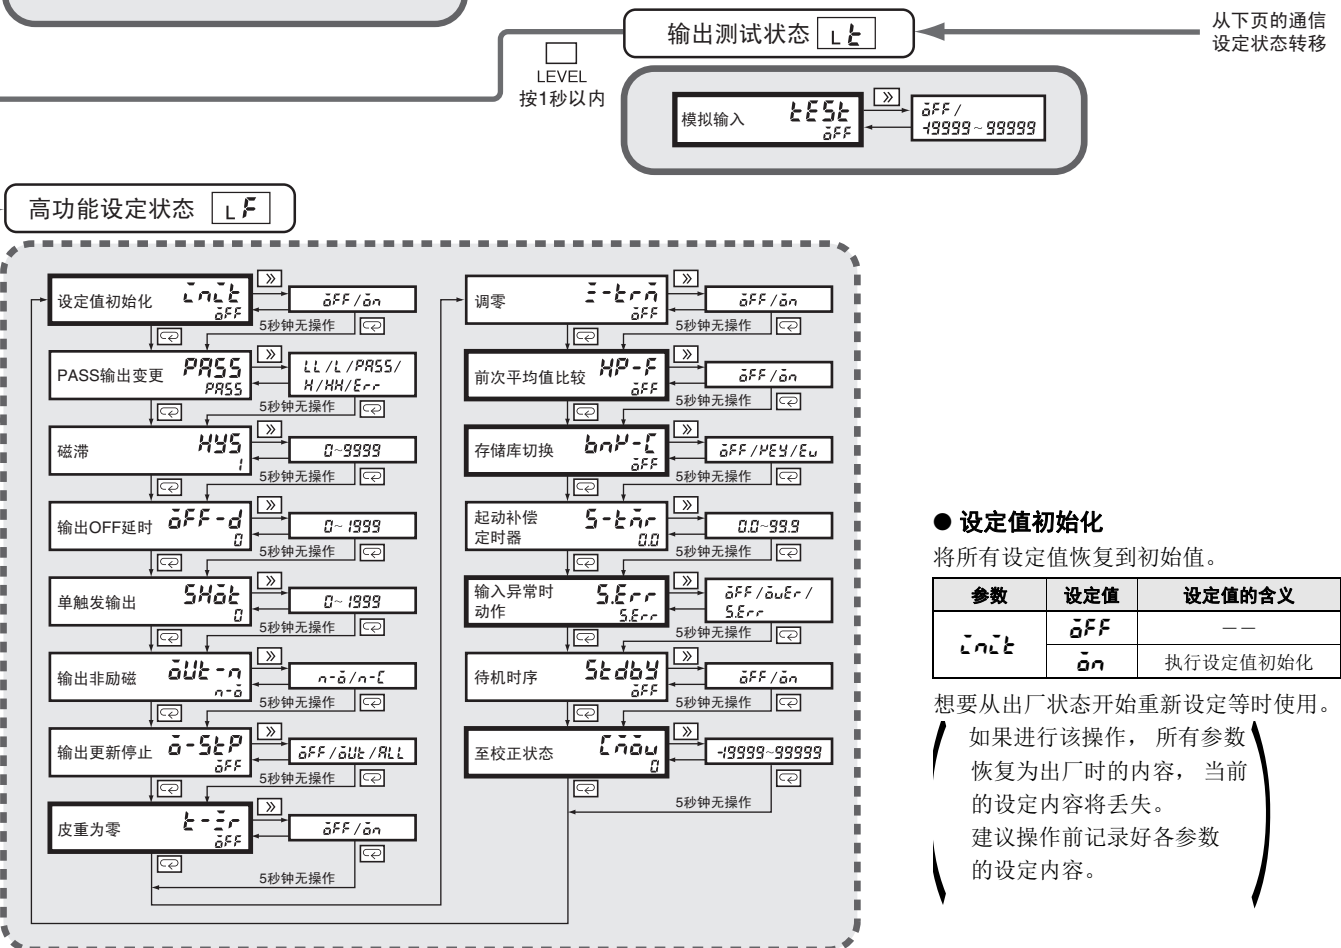 输出测试状态 Lt
从下页的通信
设定状态转移
LEVEL
按1秒以内
模拟输入 tESt
oFF
oFF/
-19999~99999
高功能设定状态 LF
设定值初始化 init
oFF
oFF/on
5秒钟无操作
PASS输出变更 PASS
PASS
LL/L/PASS/
H/HH/Err
5秒钟无操作
磁滞 HYS
1
0~9999
5秒钟无操作
输出OFF延时 oFF-d
0
0~1999
5秒钟无操作
单触发输出 SHot
0
0~1999
5秒钟无操作
输出非励磁 oUt-n
n-o
n-o/n-C
5秒钟无操作
输出更新停止 o-StP
oFF
oFF/oUt/ALL
5秒钟无操作
皮重为零 t-Zr
oFF
oFF/on
5秒钟无操作
调零 Z-trm
oFF
oFF/on
5秒钟无操作
前次平均值比较 HP-F
oFF
oFF/on
5秒钟无操作
存储库切换 bnK-C
oFF
oFF/KEY/Ev
5秒钟无操作
起动补偿
定时器 S-tmr
0.0
0.0~99.9
5秒钟无操作
输入异常时
动作 S.Err
S.Err
oFF/ovEr/
S.Err
5秒钟无操作
待机时序 Stdby
oFF
oFF/on
5秒钟无操作
至校正状态 Cmov
0
-19999~99999
5秒钟无操作
● 设定值初始化
将所有设定值恢复到初始值。
参数 设定值 设定值的含义
init oFF −−
on 执行设定值初始化
想要从出厂状态开始重新设定等时使用。
如果进行该操作， 所有参数
恢复为出厂时的内容， 当前
的设定内容将丢失。
建议操作前记录好各参数
的设定内容。